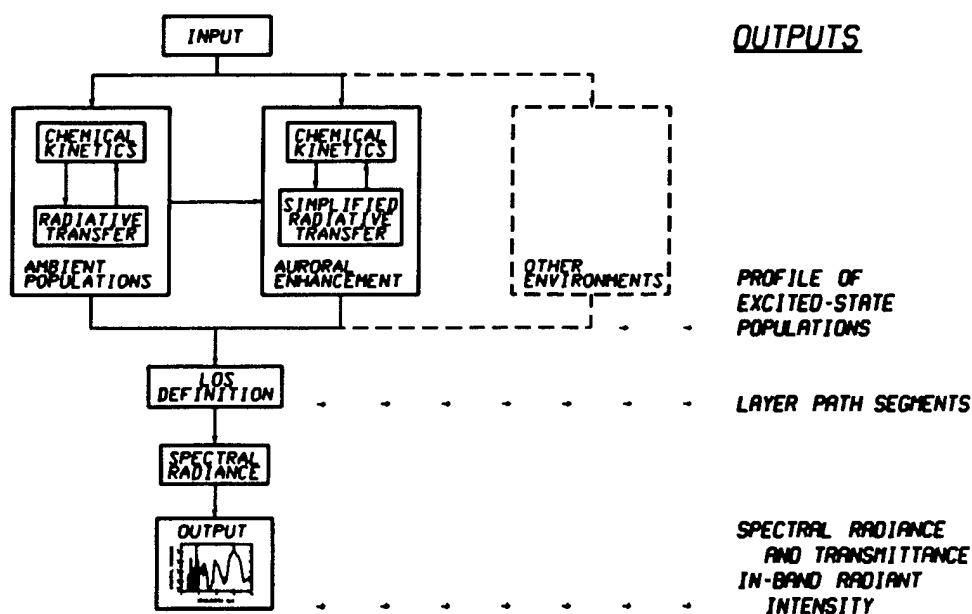 INPUT
OUTPUTS
CHEMICAL
KINETICS
RADIATIVE
TRANSFER
AMBIENT
POPULATIONS
CHEMICAL
KINETICS
SIMPLIFIED
RADIATIVE
TRANSFER
AURORAL
ENHANCEMENT
OTHER
ENVIRONMENTS
PROFILE OF
EXCITED-STATE
POPULATIONS
LOS
DEFINITION
LAYER PATH SEGMENTS
SPECTRAL
RADIANCE
OUTPUT
SPECTRAL RADIANCE
AND TRANSMITTANCE
IN-BAND RADIANT
INTENSITY